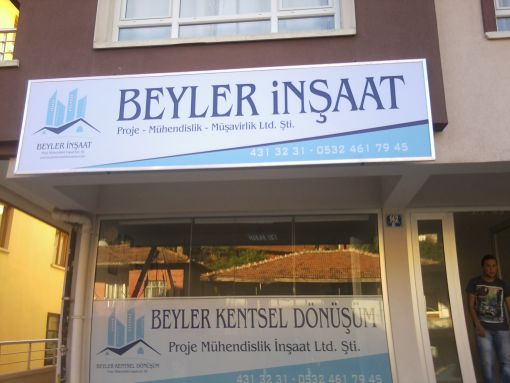 BEYLER İNŞAAT
Proje - Mühendislik - Müşavirlik Ltd. Şti.
431 32 31 - 0532 461 79 45
BEYLER İNŞAAT
BEYLER KENTSEL DÖNÜŞÜM
Proje Mühendislik İnşaat Ltd. Şti.
BEYLER KENTSEL DÖNÜŞÜM